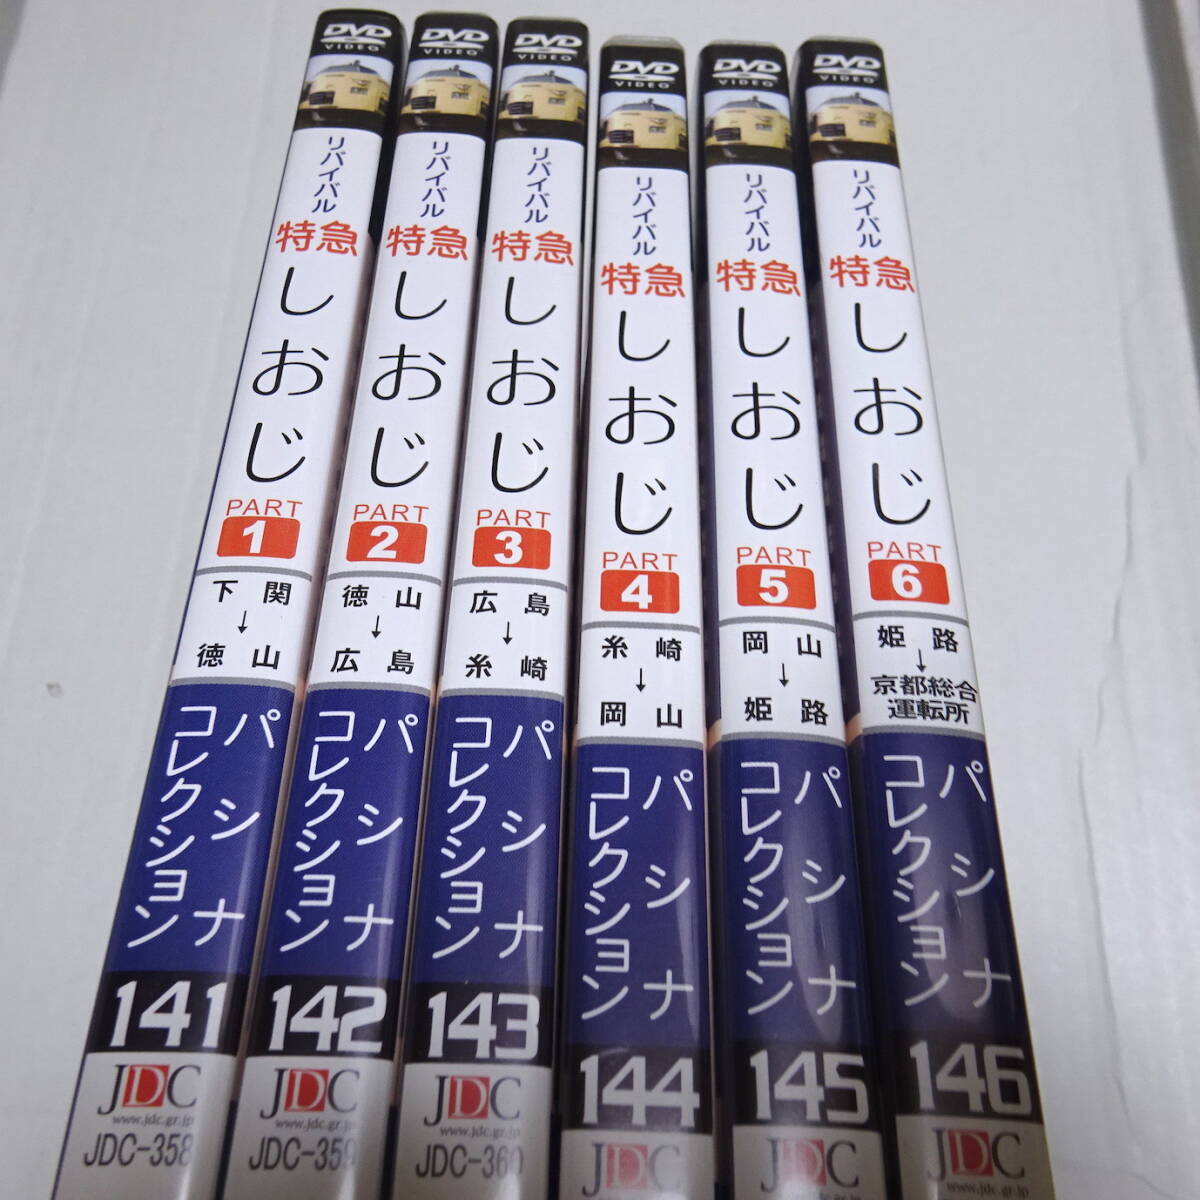 DVD
VIDEO
リバイバル
特急
しおじ
PART
1
下関
↓
徳山
パシナ
コレクション
141
JDC
www.jdc.gr.jp
JDC-358
DVD
VIDEO
リバイバル
特急
しおじ
PART
2
徳山
↓
広島
パシナ
コレクション
142
JDC
www.jdc.gr.jp
JDC-359
DVD
VIDEO
リバイバル
特急
しおじ
PART
3
広島
↓
糸崎
パシナ
コレクション
143
JDC
www.jdc.gr.jp
JDC-360
DVD
VIDEO
リバイバル
特急
しおじ
PART
4
糸崎
↓
岡山
パシナ
コレクション
144
JDC
DVD
VIDEO
リバイバル
特急
しおじ
PART
5
岡山
↓
姫路
パシナ
コレクション
145
JDC
www.jdc.gr.jp
DVD
VIDEO
リバイバル
特急
しおじ
PART
6
姫路
↓
京都総合
運転所
パシナ
コレクション
146
JDC
www.jdc.gr.jp